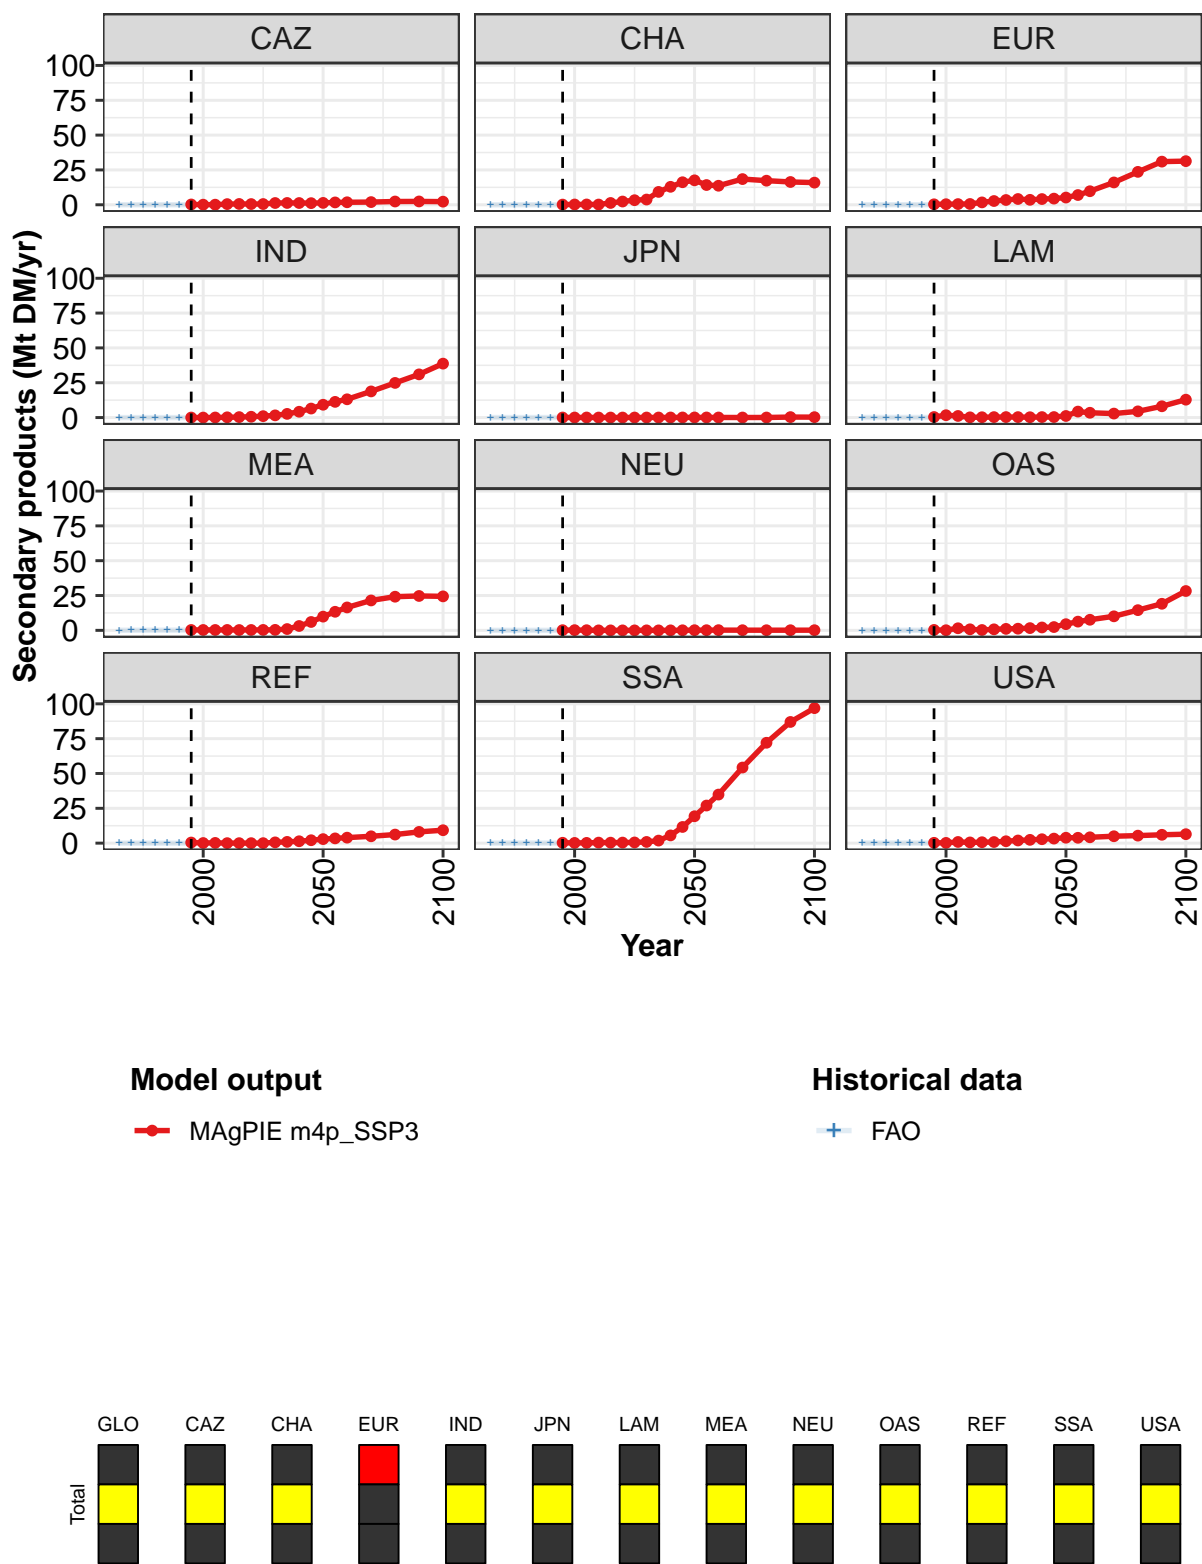 CAZ CHA EUR
100
75
50
25
0
IND JPN LAM
100
75
50
25
0
MEA NEU OAS
100
75
50
25
0
REF SSA USA
100
75
50
25
0
Secondary products (Mt DM/yr)
2000 2050 2100 2000 2050 2100 2000 2050 2100
Year
Model output Historical data
MAgPIE m4p_SSP3 FAO
GLO CAZ CHA EUR IND JPN LAM MEA NEU OAS REF SSA USA
Total